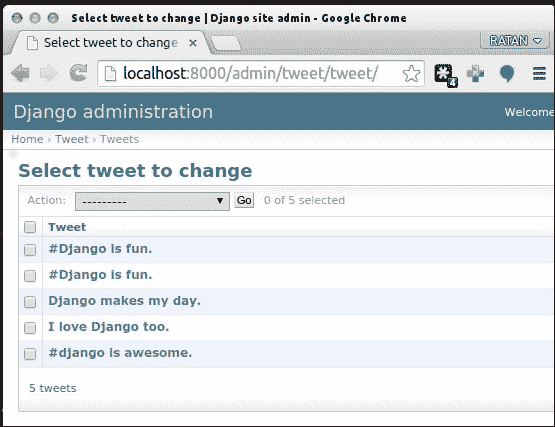 Select tweet to change | Django site admin - Google Chrome
Select tweet to change
RATAN
localhost:8000/admin/tweet/tweet/
4
Django administration
Welcome
Home › Tweet › Tweets
Select tweet to change
Action: --------- Go 0 of 5 selected
Tweet
#Django is fun.
#Django is fun.
Django makes my day.
I love Django too.
#django is awesome.
5 tweets